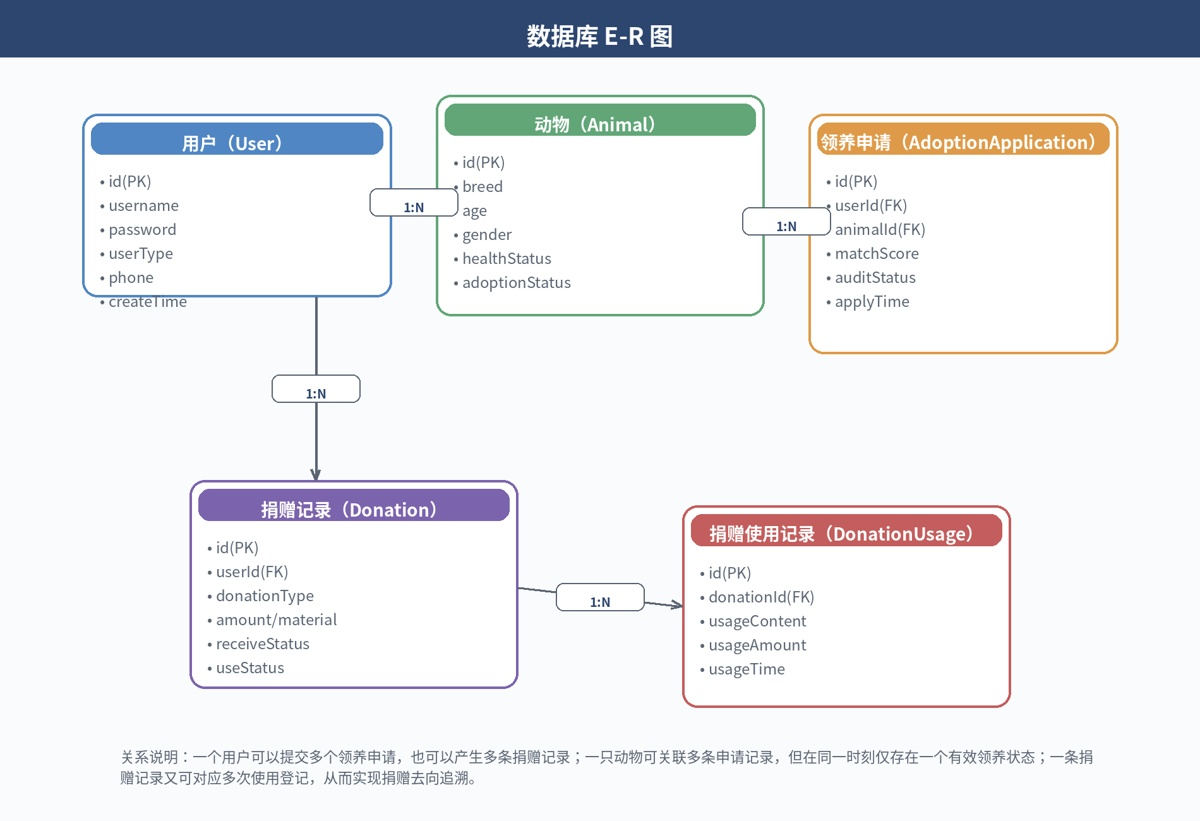 数据库 E-R 图
用户（User）
• id(PK)
• username
• password
• userType
• phone
• createTime
1:N
动物（Animal）
• id(PK)
• breed
age
• gender
• healthStatus
• adoptionStatus
1:N
领养申请（AdoptionApplication）
• id(PK)
• userId(FK)
animalId(FK)
• matchScore
• auditStatus
• applyTime
1:N
捐赠记录（Donation）
• id(PK)
• userId(FK)
• donationType
• amount/material
• receiveStatus
• useStatus
1:N
捐赠使用记录（DonationUsage）
• id(PK)
• donationId(FK)
• usageContent
• usageAmount
• usageTime
关系说明：一个用户可以提交多个领养申请，也可以产生多条捐赠记录；一只动物可关联多条申请记录，但在同一时刻仅存在一个有效领养状态；一条捐
赠记录又可对应多次使用登记，从而实现捐赠去向追溯。